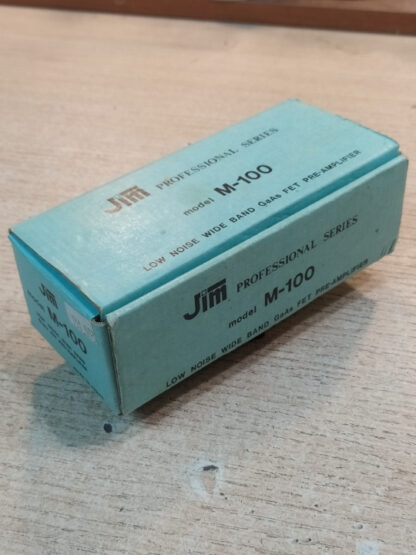 Jim PROFESSIONAL SERIES
model M-100
LOW NOISE WIDE BAND GaAs FET PRE-AMPLIFIER
Jim PROFESSIONAL SERIES
model M-100
LOW NOISE WIDE BAND GaAs FET PRE-AMPLIFIER
Jim
model M-100